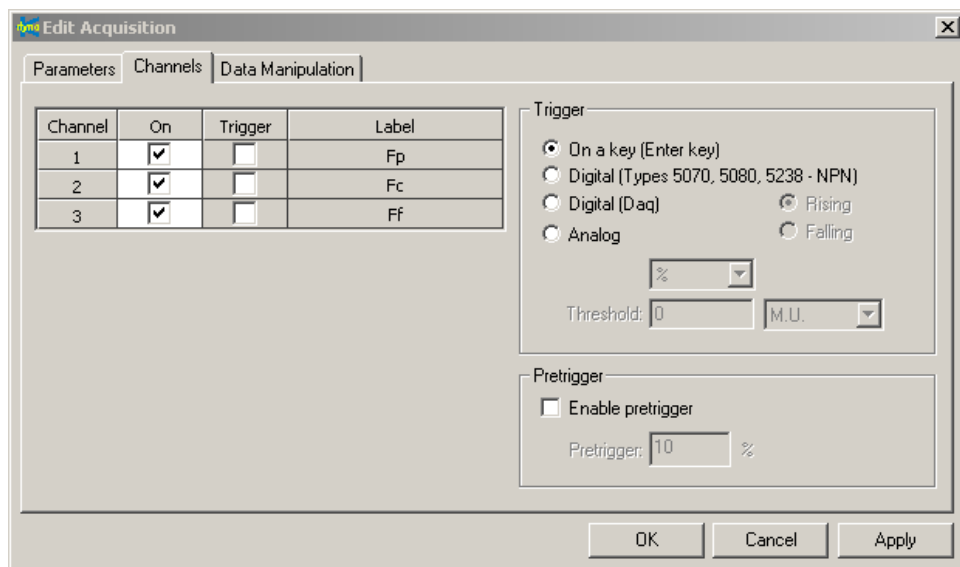 dyno Edit Acquisition
Parameters Channels Data Manipulation
Channel On Trigger Label
1 Fp
2 Fc
3 Ff
Trigger
On a key (Enter key)
Digital (Types 5070, 5080, 5238 - NPN)
Digital (Daq) Rising
Analog Falling
%
Threshold: 0 M.U.
Pretrigger
Enable pretrigger
Pretrigger: 10 %
OK Cancel Apply